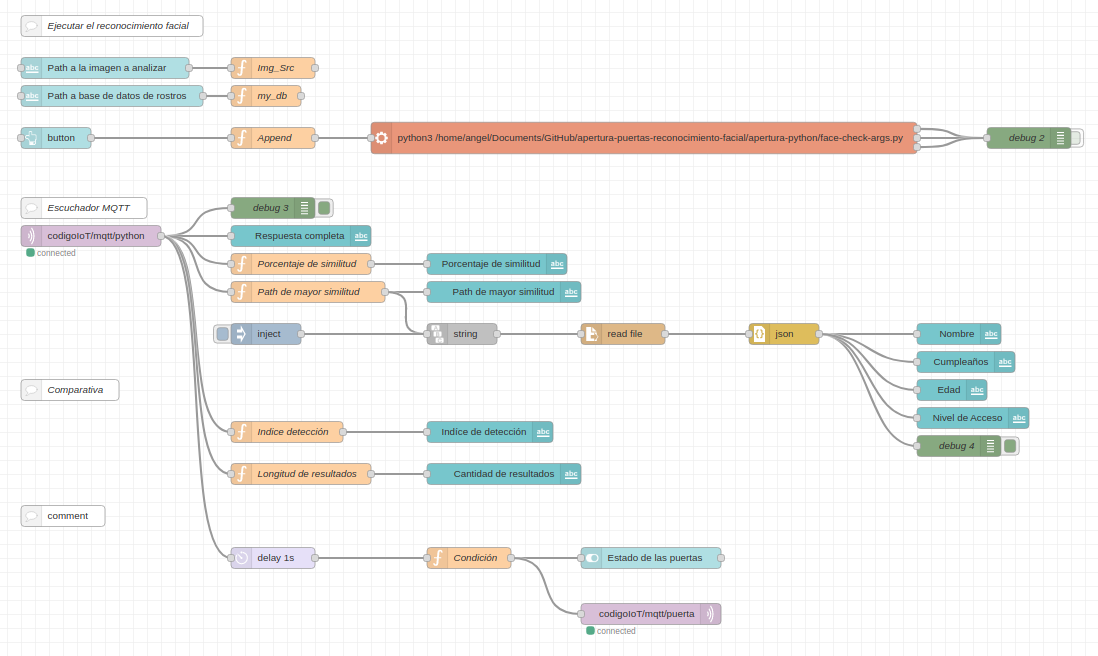 Ejecutar el reconocimiento facial
abc Path a la imagen a analizar
Img_Src
abc Path a base de datos de rostros
my_db
button
Append
python3 /home/angel/Documents/GitHub/apertura-puertas-reconocimiento-facial/apertura-python/face-check-args.py
debug 2
Escuchador MQTT
debug 3
codigoIoT/mqtt/python
connected
Respuesta completa abc
Porcentaje de similitud
Porcentaje de similitud abc
Path de mayor similitud
Path de mayor similitud abc
inject
string
read file
json
Nombre abc
Cumpleaños abc
Comparativa
Edad abc
Nivel de Acceso abc
Indice detección
Indíce de detección abc
debug 4
Longitud de resultados
Cantidad de resultados abc
comment
delay 1s
Condición
Estado de las puertas
codigoIoT/mqtt/puerta
connected